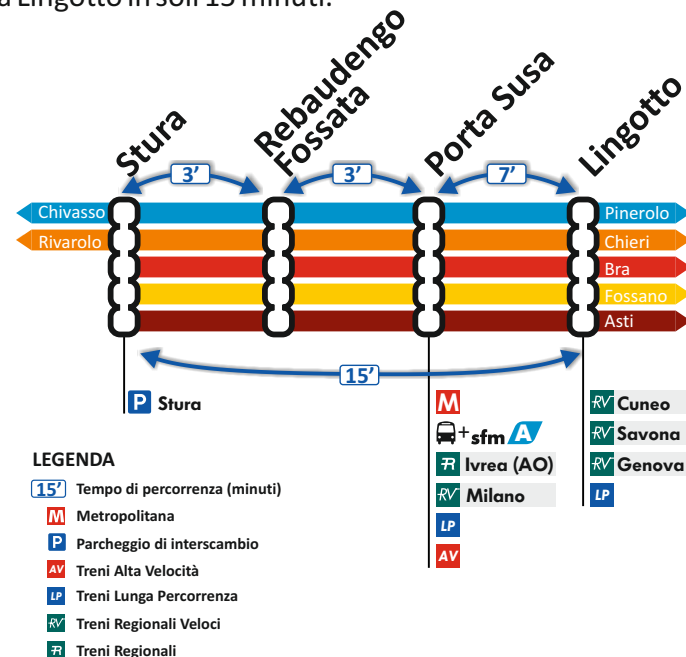 a Lingotto in soli 15 minuti.
Stura
Rebaudengo
Fossata
Porta Susa
Lingotto
3’
3’
7’
Chivasso
Pinerolo
Rivarolo
Chieri
Bra
Fossano
Asti
15’
P Stura
M
+sfm A
R Ivrea (AO)
RV Milano
LP
AV
RV Cuneo
RV Savona
RV Genova
LP
LEGENDA
15’ Tempo di percorrenza (minuti)
M Metropolitana
P Parcheggio di interscambio
AV Treni Alta Velocità
LP Treni Lunga Percorrenza
RV Treni Regionali Veloci
R Treni Regionali